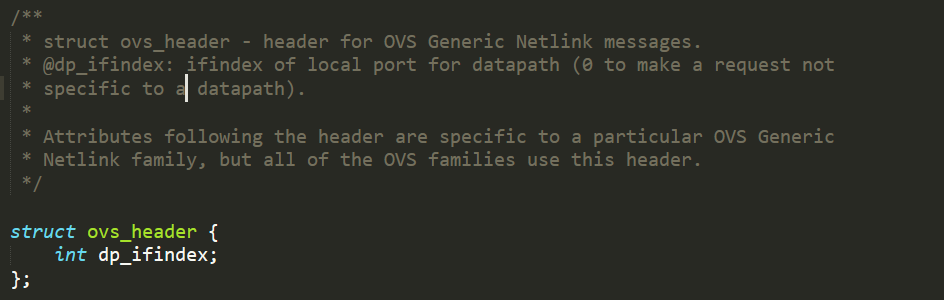 /**
 * struct ovs_header - header for OVS Generic Netlink messages.
 * @dp_ifindex: ifindex of local port for datapath (0 to make a request not
 * specific to a datapath).
 *
 * Attributes following the header are specific to a particular OVS Generic
 * Netlink family, but all of the OVS families use this header.
 */

struct ovs_header {
    int dp_ifindex;
};